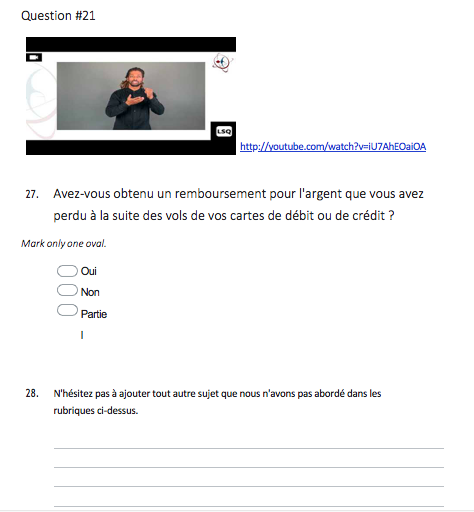 Question #21
LSQ
http://youtube.com/watch?v=iU7AhEOaiOA
27. Avez-vous obtenu un remboursement pour l'argent que vous avez
perdu à la suite des vols de vos cartes de débit ou de crédit ?
Mark only one oval.
Oui
Non
Partie
l
28. N'hésitez pas à ajouter tout autre sujet que nous n'avons pas abordé dans les
rubriques ci-dessus.